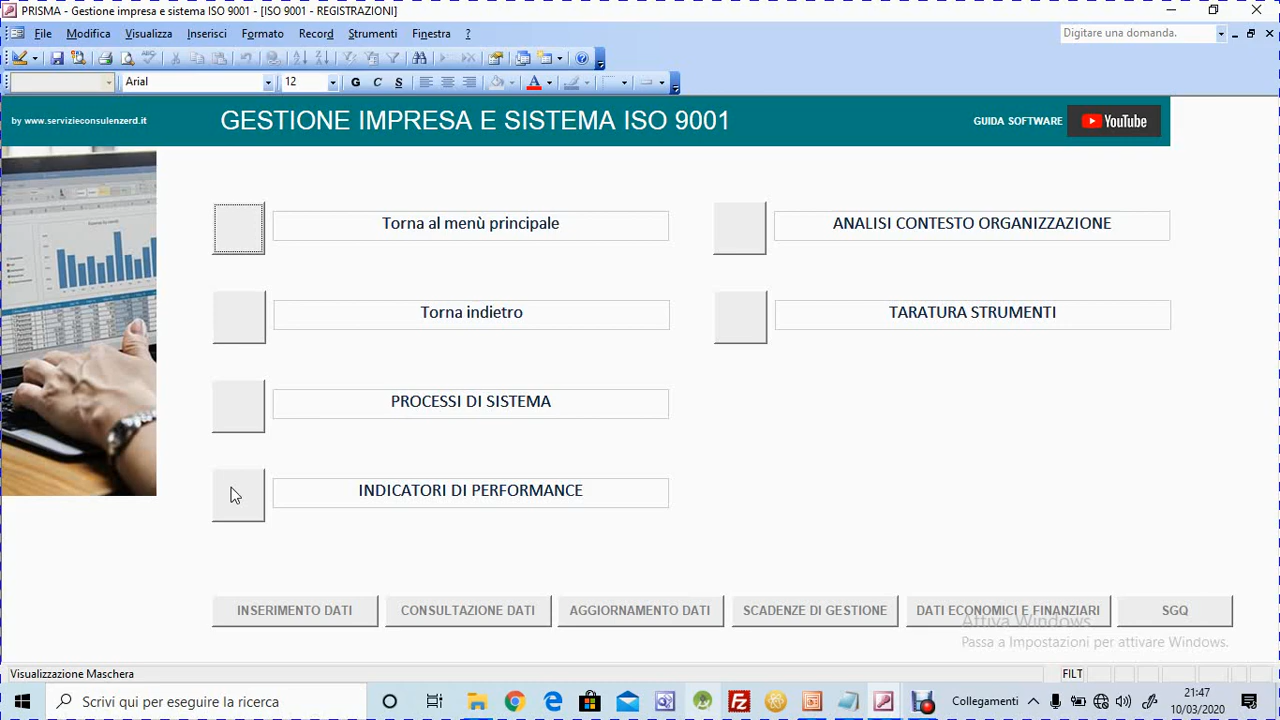 PRISMA - Gestione impresa e sistema ISO 9001 - [ISO 9001 - REGISTRAZIONI]
File Modifica Visualizza Inserisci Formato Record Strumenti Finestra ? Digitare una domanda.
Arial 12 G C S
by www.servizieconsulenzerd.it GESTIONE IMPRESA E SISTEMA ISO 9001 GUIDA SOFTWARE YouTube
Torna al menù principale ANALISI CONTESTO ORGANIZZAZIONE
Torna indietro TARATURA STRUMENTI
PROCESSI DI SISTEMA
INDICATORI DI PERFORMANCE
INSERIMENTO DATI CONSULTAZIONE DATI AGGIORNAMENTO DATI SCADENZE DI GESTIONE DATI ECONOMICI E FINANZIARI SGQ
Attiva Windows
Passa a Impostazioni per attivare Windows.
Visualizzazione Maschera FILT
Scrivi qui per eseguire la ricerca Collegamenti 21:47
10/03/2020